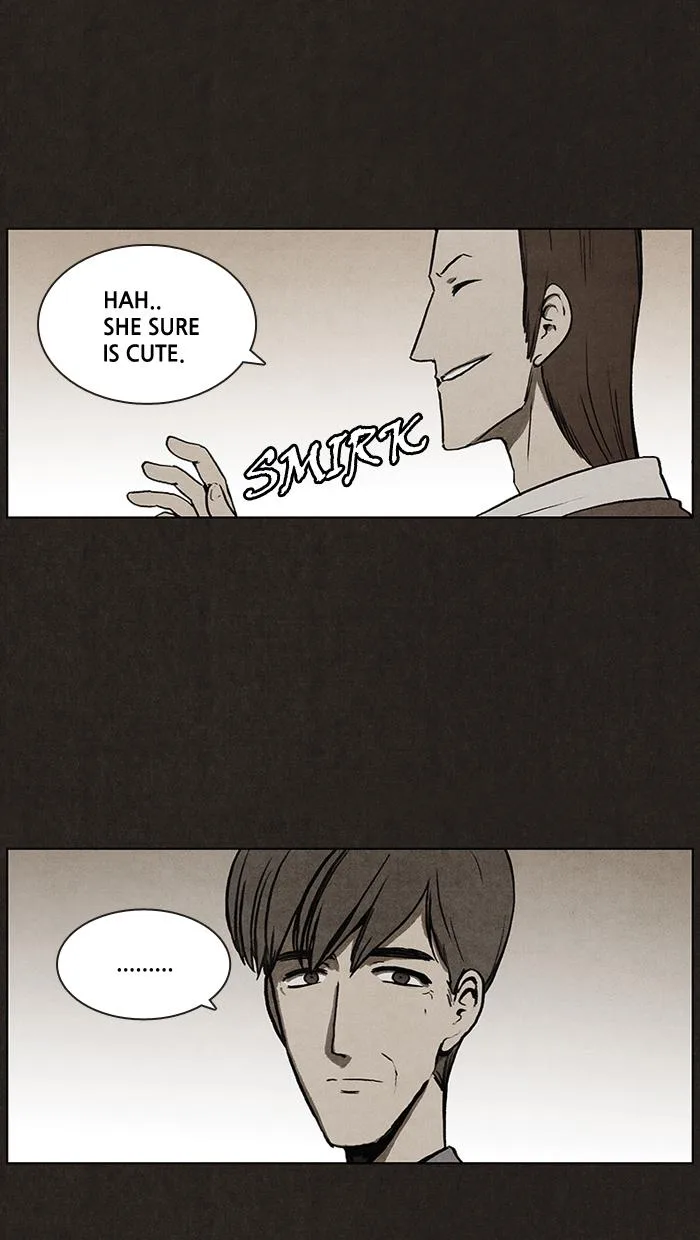 HAH..
SHE SURE
IS CUTE.
SMIRK
.........